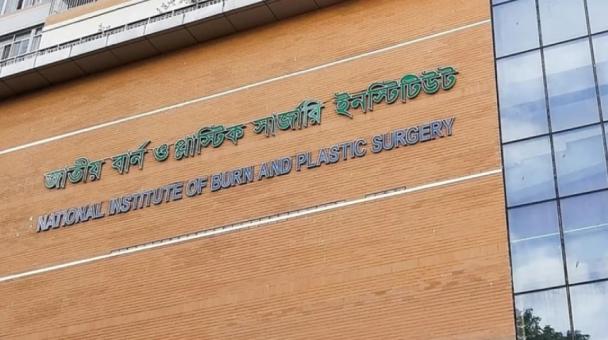 জাতীয় বার্ন ও প্লাস্টিক সার্জারি ইনস্টিটিউট
NATIONAL INSTITUTE OF BURN AND PLASTIC SURGERY